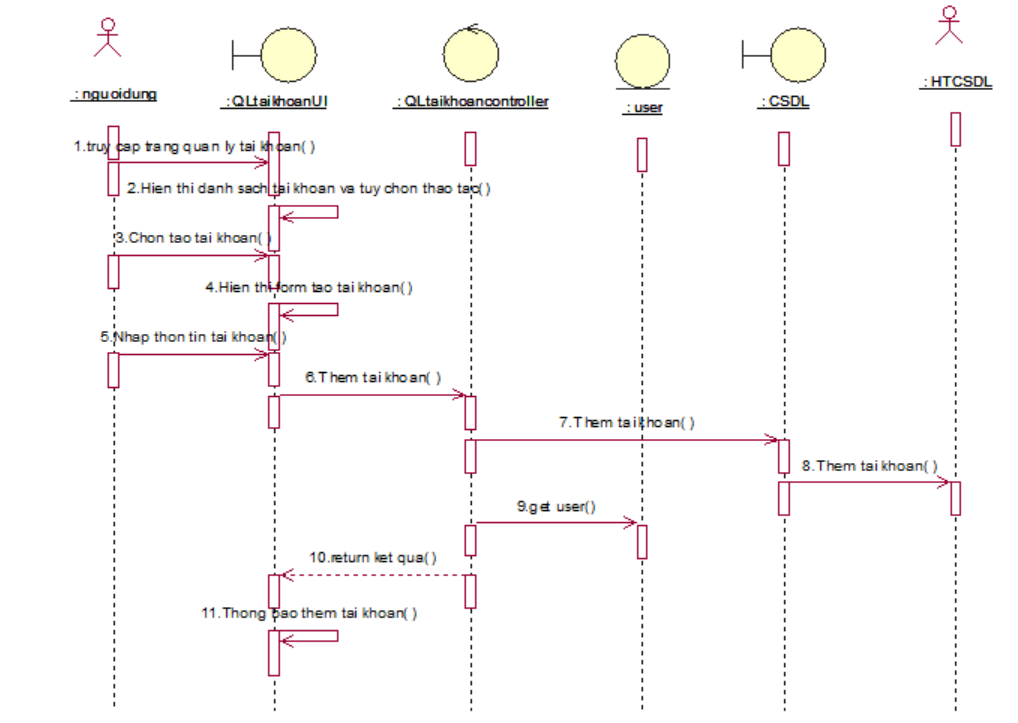 : nguoidung
: QLtaikhoanUI
: QLtaikhoancontroller
: user
: CSDL
: HTCSDL
1.truy cap trang quan ly tai khoan( )
2.Hien thi danh sach tai khoan va tuy chon thao tac( )
3.Chon tao tai khoan( )
4.Hien thi form tao tai khoan( )
5.Nhap thon tin tai khoan( )
6.Them tai khoan( )
7.Them tai khoan( )
8.Them tai khoan( )
9.get user()
10.return ket qua( )
11.Thong bao them tai khoan( )